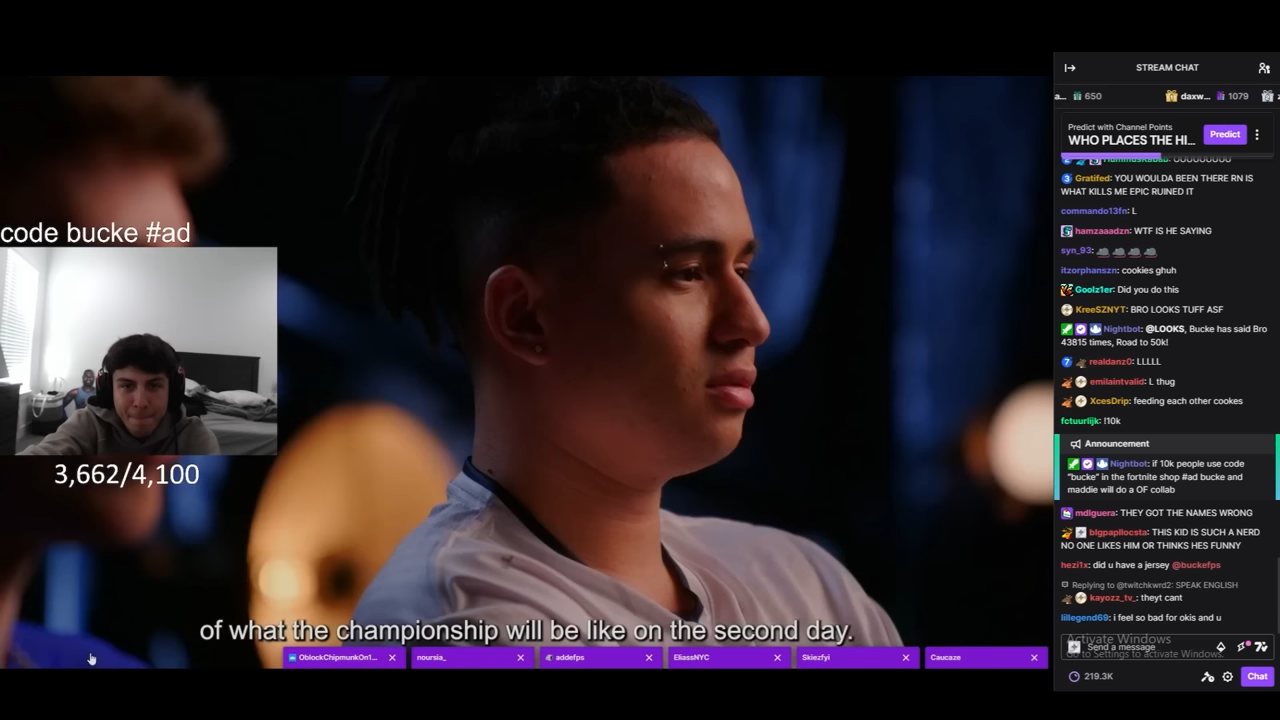 STREAM CHAT
a... 650
daxw... 1079
Predict with Channel Points
WHO PLACES THE HI...
Predict
Gratifed: YOU WOULDA BEEN THERE RN IS
WHAT KILLS ME EPIC RUINED IT
commando13fn: L
hamzaaadzn: WTF IS HE SAYING
syn_93:
itzorphanszn: cookies ghuh
Goolz1er: Did you do this
KreeSZNYT: BRO LOOKS TUFF ASF
Nightbot: @LOOKS, Bucke has said Bro
43815 times, Road to 50k!
realdanz0: LLLLL
emilaintvalid: L thug
XcesDrip: feeding each other cookes
fctuurlijk: !10k
Announcement
Nightbot: if 10k people use code
"bucke" in the fortnite shop #ad bucke and
maddie will do a OF collab
mdlguera: THEY GOT THE NAMES WRONG
bigpapilocsta: THIS KID IS SUCH A NERD
NO ONE LIKES HIM OR THINKS HES FUNNY
hezi1x: did u have a jersey @buckefps
Replying to @twitchkwrd2: SPEAK ENGLISH
kayozz_tv_: theyt cant
lillegend69: i feel so bad for okis and u
Activate Windows
Send a message
Go to Settings to activate Windows.
219.3K
Chat
code bucke #ad
3,662/4,100
of what the championship will be like on the second day.
OblockChipmunkOn1...
noursia_
addefps
EliassNYC
Skiezfyi
Caucaze